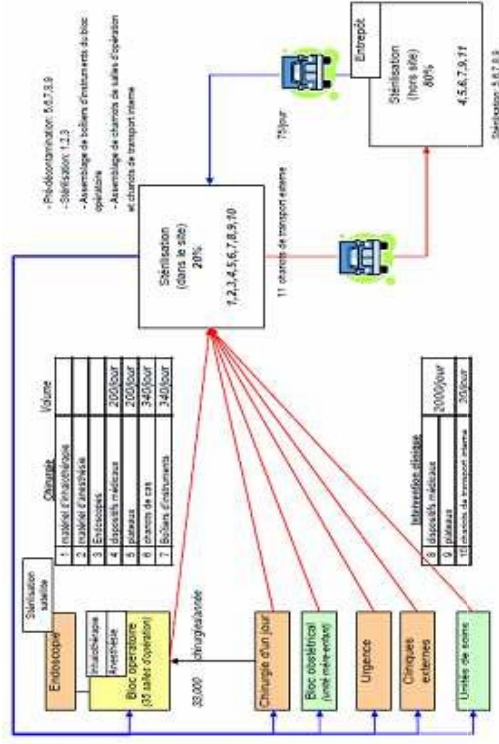 Stérilisation
satellite
Endoscopie
Inhalothérapie
Anesthésie
Bloc opératoire
(35 salles d'opération)
33,000 chirurgies/année
Chirurgie d'un jour
Bloc obstétrical
(unité mère-enfant)
Urgence
Cliniques
externes
Unités de soins
Chirurgie
Volume
1 matériel d'inhalothérapie
2 matériel d'anesthésie
3 Endoscopes
4 dispositifs médicaux 200/jour
5 plateaux 200/jour
6 chariots de cas 340/jour
7 Boîtiers d'instruments 340/jour
Intervention clinique
8 dispositifs médicaux 2000/jour
9 plateaux
10 chariots de transport interne 20/jour
- Pré-décontamination: 5,6,7,8,9
- Stérilisation: 1,2,3
- Assemblage de boîtiers d'instruments du bloc
opératoire
- Assemblage de chariots de salles d'opération
et chariots de transport interne
Stérilisation
(dans le site)
20%
1,2,3,4,5,6,7,8,9,10
75/jour
11 chariots de transport externe
Entrepôt
Stérilisation
(hors site)
80%
4,5,6,7,9,11
Stérilisation: 5,6,7,8,9